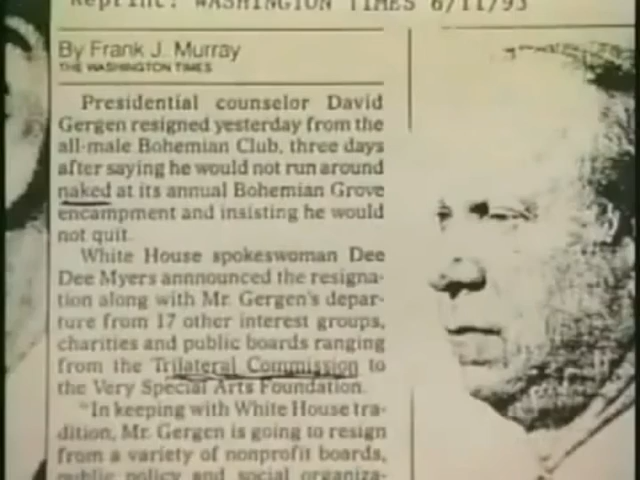 Reprint: WASHINGTON TIMES 6/11/93
By Frank J. Murray
THE WASHINGTON TIMES
Presidential counselor David
Gergen resigned yesterday from the
all-male Bohemian Club, three days
after saying he would not run around
naked at its annual Bohemian Grove
encampment and insisting he would
not quit.
White House spokeswoman Dee
Dee Myers annnounced the resigna-
tion along with Mr. Gergen's depar-
ture from 17 other interest groups,
charities and public boards ranging
from the Trilateral Commission to
the Very Special Arts Foundation.
"In keeping with White House tra-
dition, Mr. Gergen is going to resign
from a variety of nonprofit boards,
public policy and social organiza-